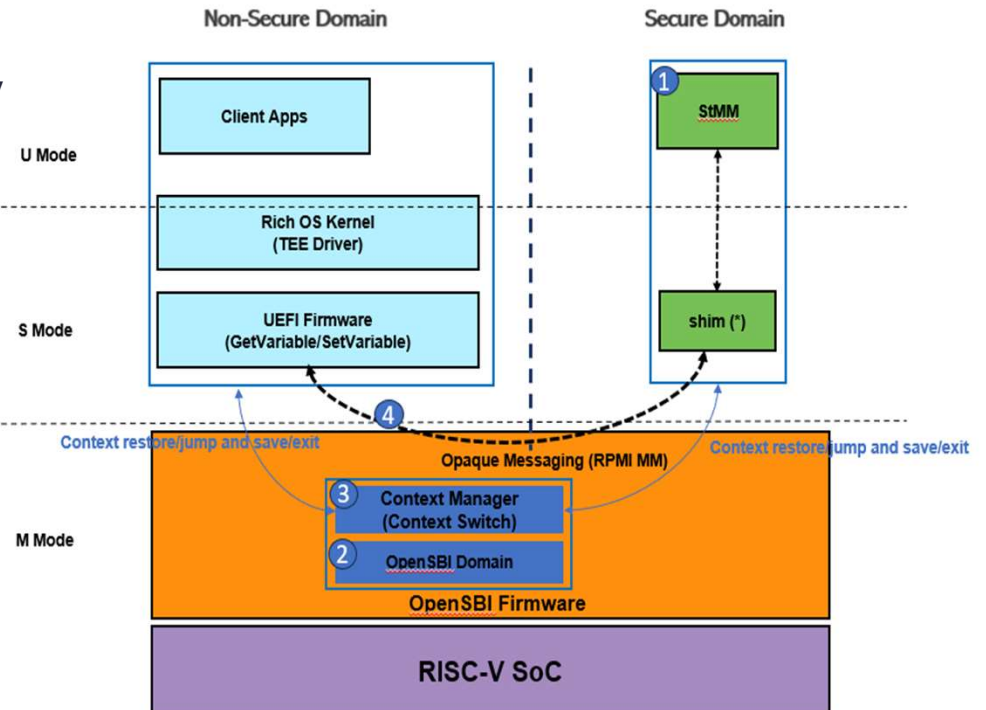 Non-Secure Domain
Secure Domain
U Mode
Client Apps
1
StMM
Rich OS Kernel
(TEE Driver)
S Mode
UEFI Firmware
(GetVariable/SetVariable)
shim (*)
4
Context restore/jump and save/exit
Context restore/jump and save/exit
Opaque Messaging (RPMI MM)
M Mode
3
Context Manager
(Context Switch)
2
OpenSBI Domain
OpenSBI Firmware
RISC-V SoC